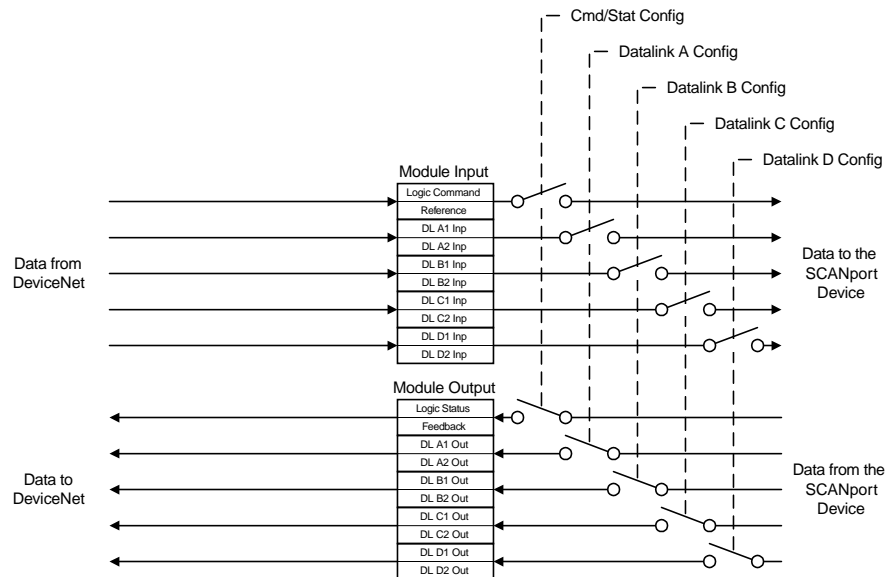 Cmd/Stat Config
Datalink A Config
Datalink B Config
Datalink C Config
Datalink D Config
Module Input
Logic Command
Reference
DL A1 Inp
DL A2 Inp
DL B1 Inp
DL B2 Inp
DL C1 Inp
DL C2 Inp
DL D1 Inp
DL D2 Inp
Data from
DeviceNet
Data to the
SCANport
Device
Module Output
Logic Status
Feedback
DL A1 Out
DL A2 Out
DL B1 Out
DL B2 Out
DL C1 Out
DL C2 Out
DL D1 Out
DL D2 Out
Data to
DeviceNet
Data from the
SCANport
Device